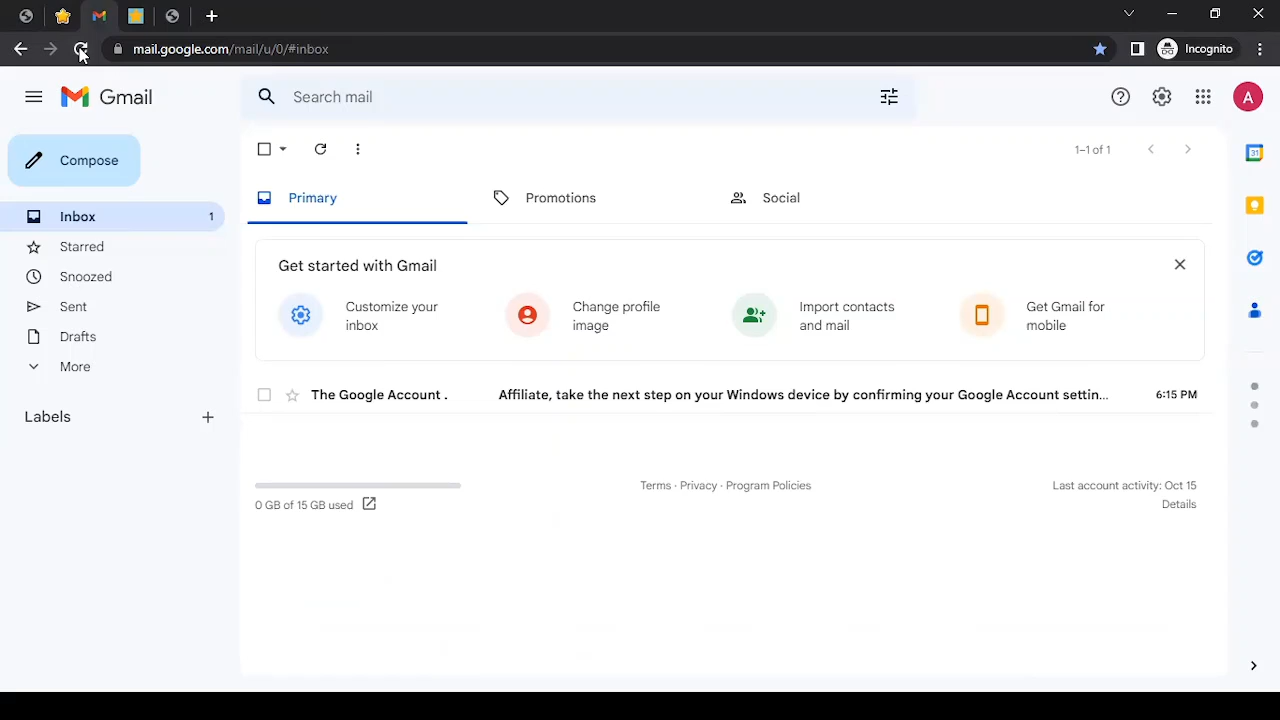 mail.google.com/mail/u/0/#inbox
Incognito
Gmail
Search mail
A
Compose
1–1 of 1
31
Primary
Promotions
Social
Inbox 1
Starred
Snoozed
Sent
Drafts
More
Labels
Get started with Gmail
Customize your
inbox
Change profile
image
Import contacts
and mail
Get Gmail for
mobile
The Google Account . Affiliate, take the next step on your Windows device by confirming your Google Account settin... 6:15 PM
0 GB of 15 GB used
Terms · Privacy · Program Policies
Last account activity: Oct 15
Details